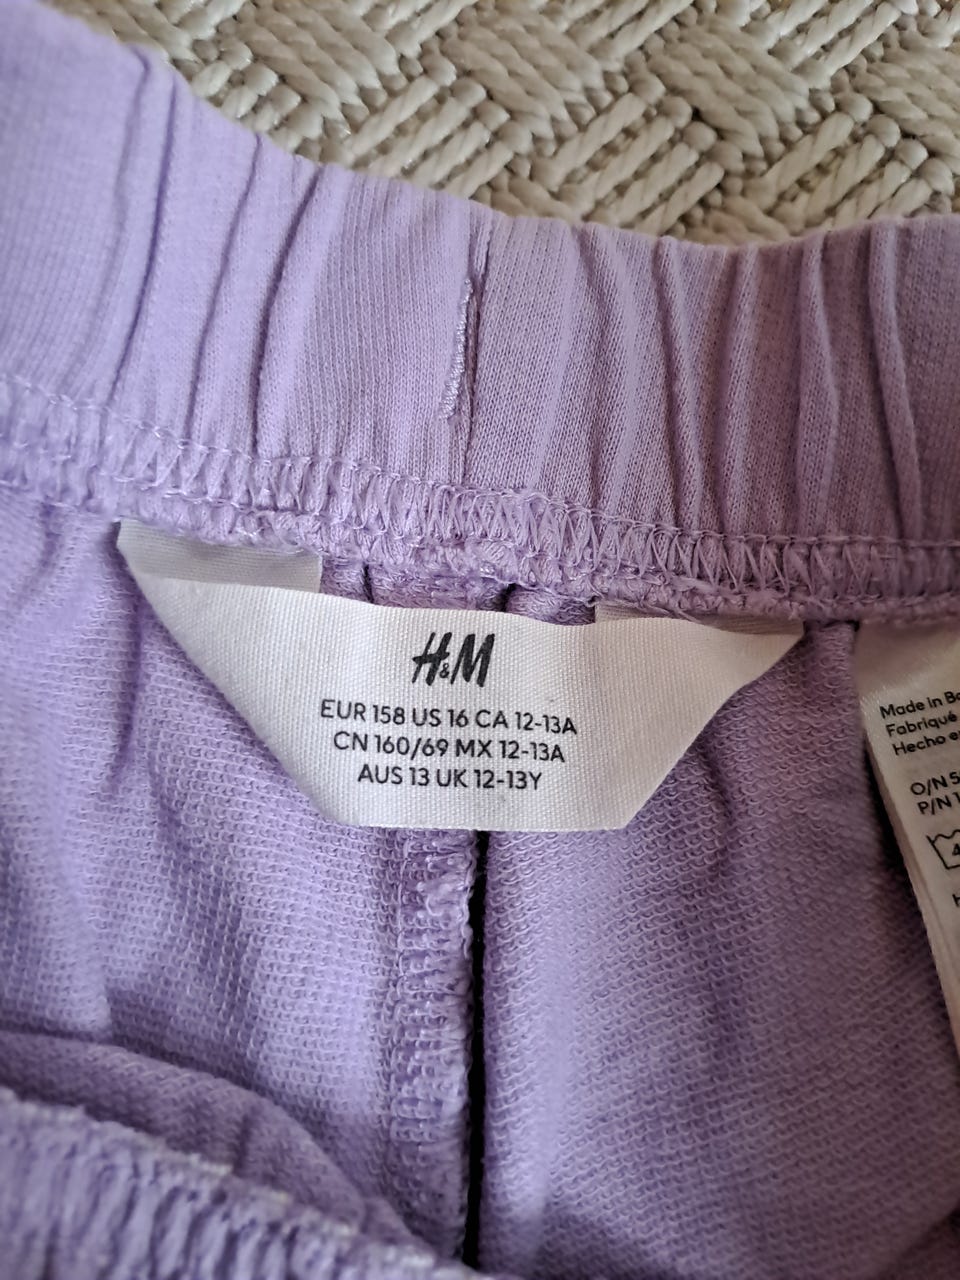 H&M
EUR 158 US 16 CA 12-13A
CN 160/69 MX 12-13A
AUS 13 UK 12-13Y
Made in
Fabriqué
Hecho
O/N
P/N